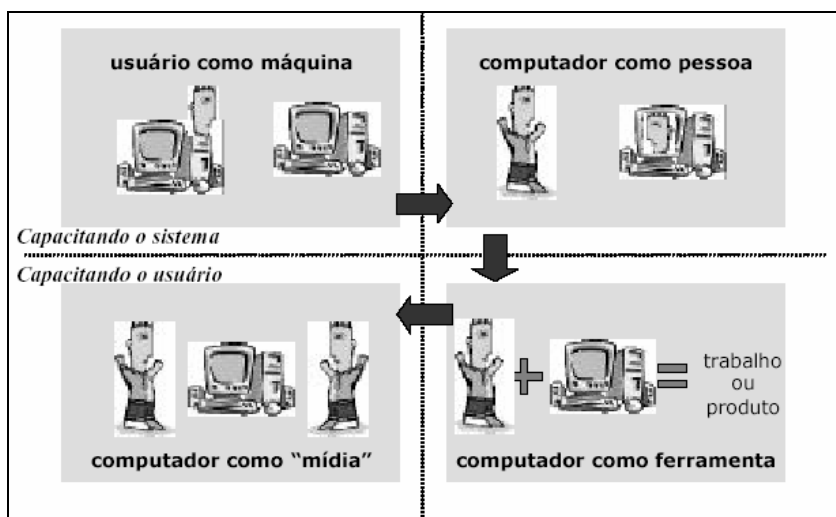 usuário como máquina
computador como pessoa
Capacitando o sistema
Capacitando o usuário
trabalho
ou
produto
computador como “mídia”
computador como ferramenta